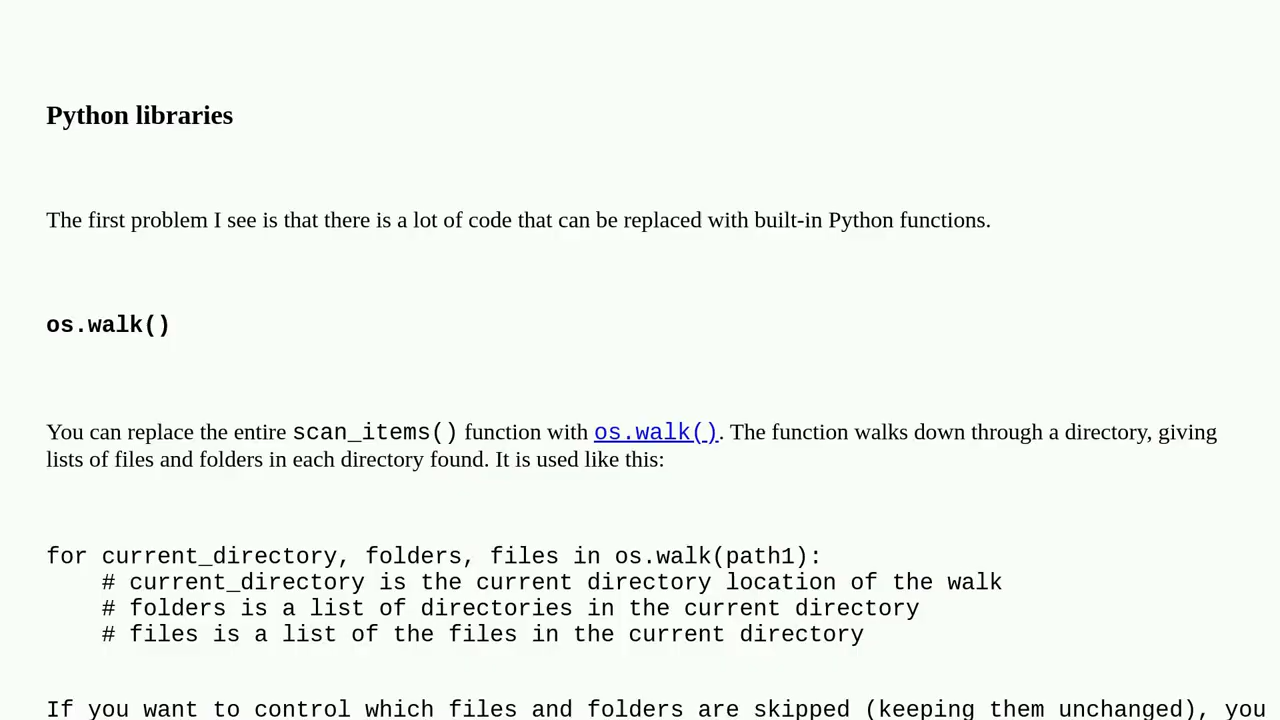 Python libraries
The first problem I see is that there is a lot of code that can be replaced with built-in Python functions.
os.walk()
You can replace the entire scan_items() function with os.walk(). The function walks down through a directory, giving
lists of files and folders in each directory found. It is used like this:
for current_directory, folders, files in os.walk(path1):
    # current_directory is the current directory location of the walk
    # folders is a list of directories in the current directory
    # files is a list of the files in the current directory
If you want to control which files and folders are skipped (keeping them unchanged), you